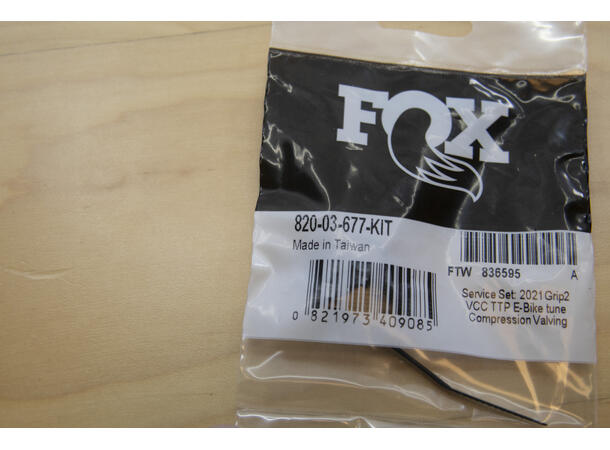 FOX
820-03-677-KIT
Made in Taiwan
FTW 836595 A
0 821973 409085
Service Set: 2021 Grip2
VCC TTP E-Bike tune
Compression Valving